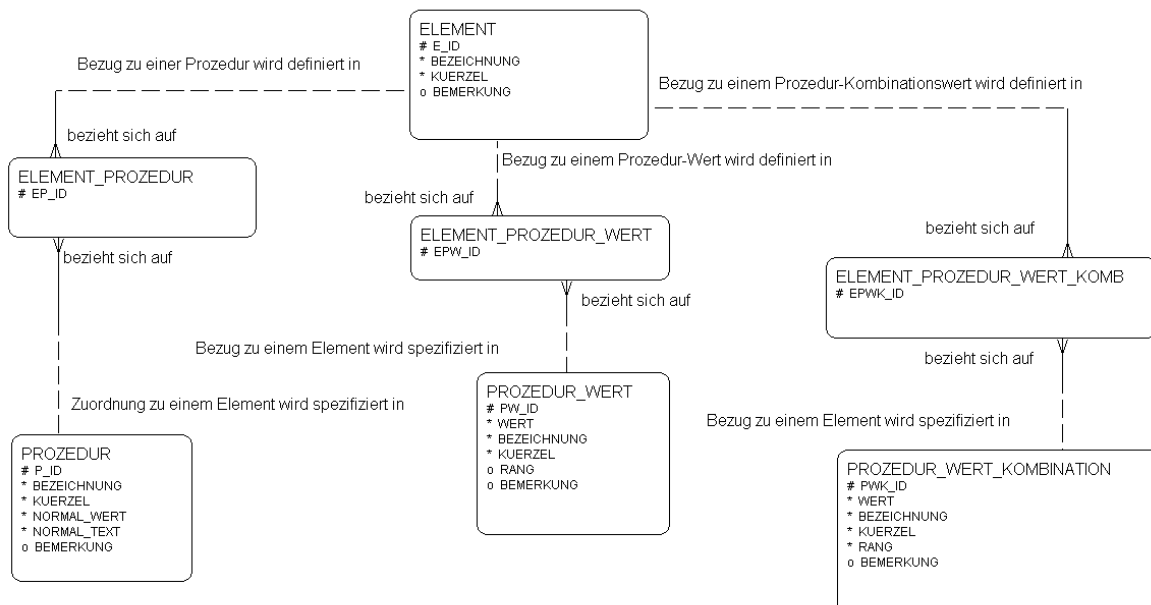 ELEMENT
# E_ID
* BEZEICHNUNG
* KUERZEL
o BEMERKUNG
Bezug zu einer Prozedur wird definiert in
Bezug zu einem Prozedur-Kombinationswert wird definiert in
bezieht sich auf
Bezug zu einem Prozedur-Wert wird definiert in
ELEMENT_PROZEDUR
# EP_ID
bezieht sich auf
bezieht sich auf
ELEMENT_PROZEDUR_WERT
# EPW_ID
bezieht sich auf
bezieht sich auf
ELEMENT_PROZEDUR_WERT_KOMB
# EPWK_ID
bezieht sich auf
bezieht sich auf
Bezug zu einem Element wird spezifiziert in
Zuordnung zu einem Element wird spezifiziert in
Bezug zu einem Element wird spezifiziert in
PROZEDUR
# P_ID
* BEZEICHNUNG
* KUERZEL
* NORMAL_WERT
* NORMAL_TEXT
o BEMERKUNG
PROZEDUR_WERT
# PW_ID
* WERT
* BEZEICHNUNG
* KUERZEL
o RANG
o BEMERKUNG
PROZEDUR_WERT_KOMBINATION
# PWK_ID
* WERT
* BEZEICHNUNG
* KUERZEL
* RANG
o BEMERKUNG